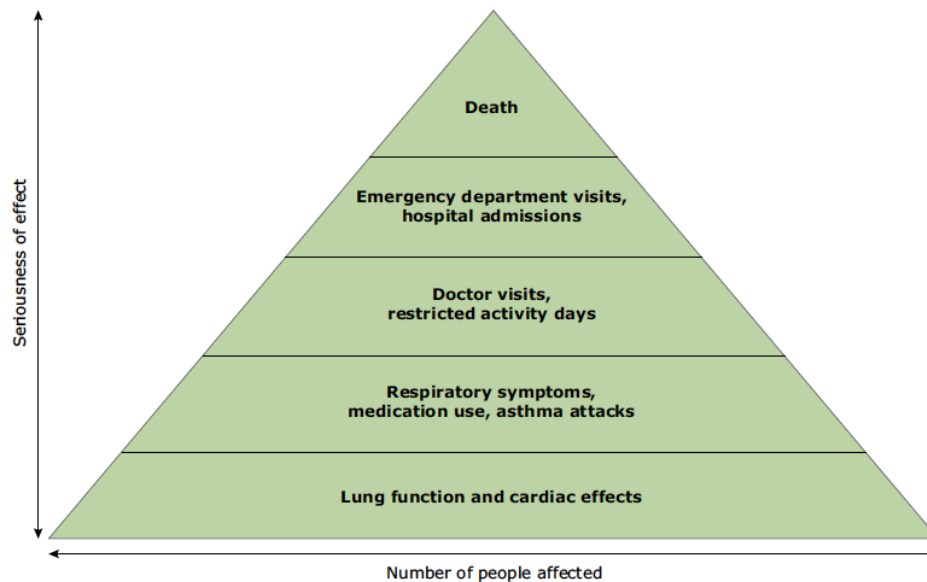 Death
Emergency department visits,
hospital admissions
Doctor visits,
restricted activity days
Respiratory symptoms,
medication use, asthma attacks
Lung function and cardiac effects
Seriousness of effect
Number of people affected